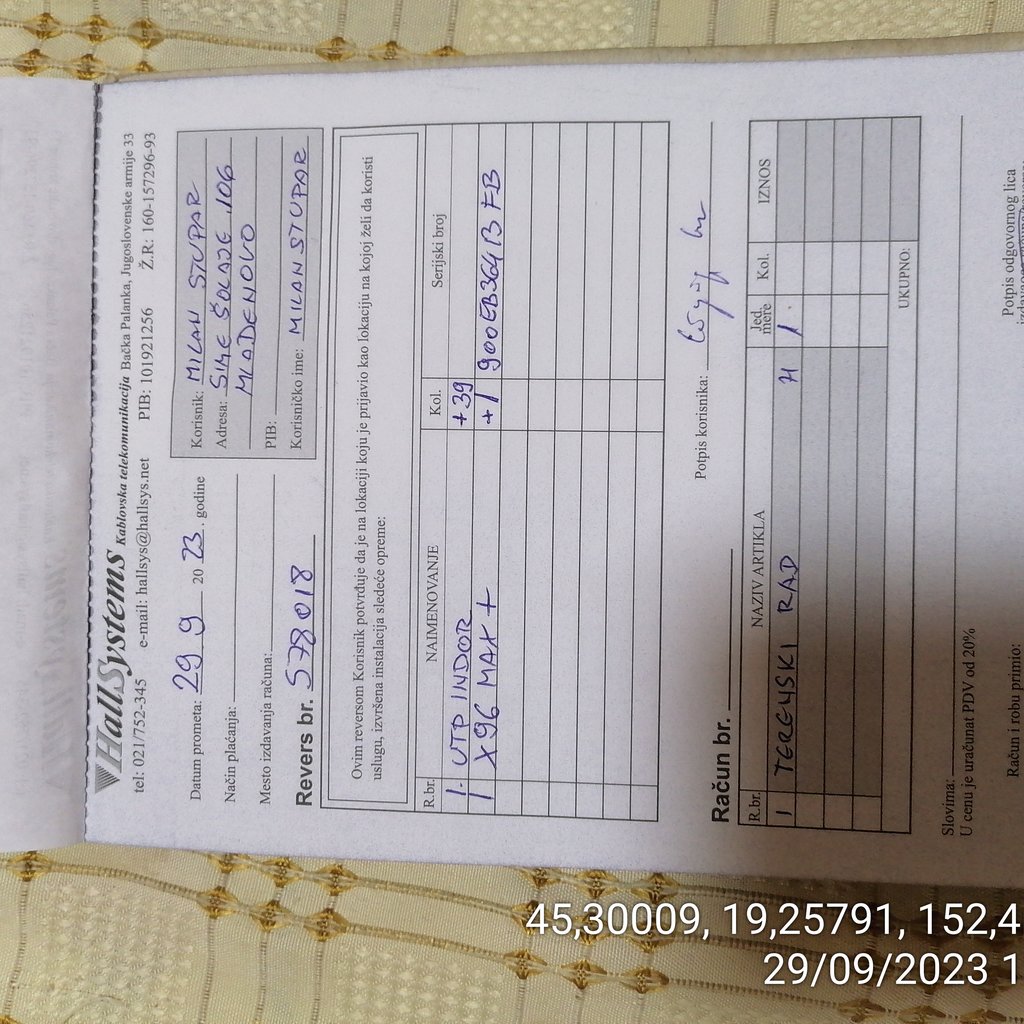 HallSystems Kablovska telekomunikacija Bačka Palanka, Jugoslovenske armije 33
tel: 021/752-345 e-mail: hallsys@hallsys.net PIB: 101921256 Ž.R: 160-157296-93
Datum prometa: 29 9 20 23. godine
Način plaćanja:
Mesto izdavanja računa:
Revers br. 578018
Korisnik: MILAN STUPAR
Adresa: SIME ŠOLAJE 106
MLADENOVO
PIB:
Korisničko ime: MILAN STUPAR
Ovim reversom Korisnik potvrđuje da je na lokaciji koju je prijavio kao lokaciju na kojoj želi da koristi
uslugu, izvršena instalacija sledeće opreme:
R.br. NAIMENOVANJE Kol. Serijski broj
1. UTP INDOR +39
1 X96 MAX + +1 900EB364B3FB
Potpis korisnika:
Račun br.
R.br. NAZIV ARTIKLA Jed. mere Kol. IZNOS
1 TERENSKI RAD H 1.
UKUPNO:
Slovima:
U cenu je uračunat PDV od 20%
Račun i robu primio:
Potpis odgovornog lica
45,30009, 19,25791, 152,4
29/09/2023 1